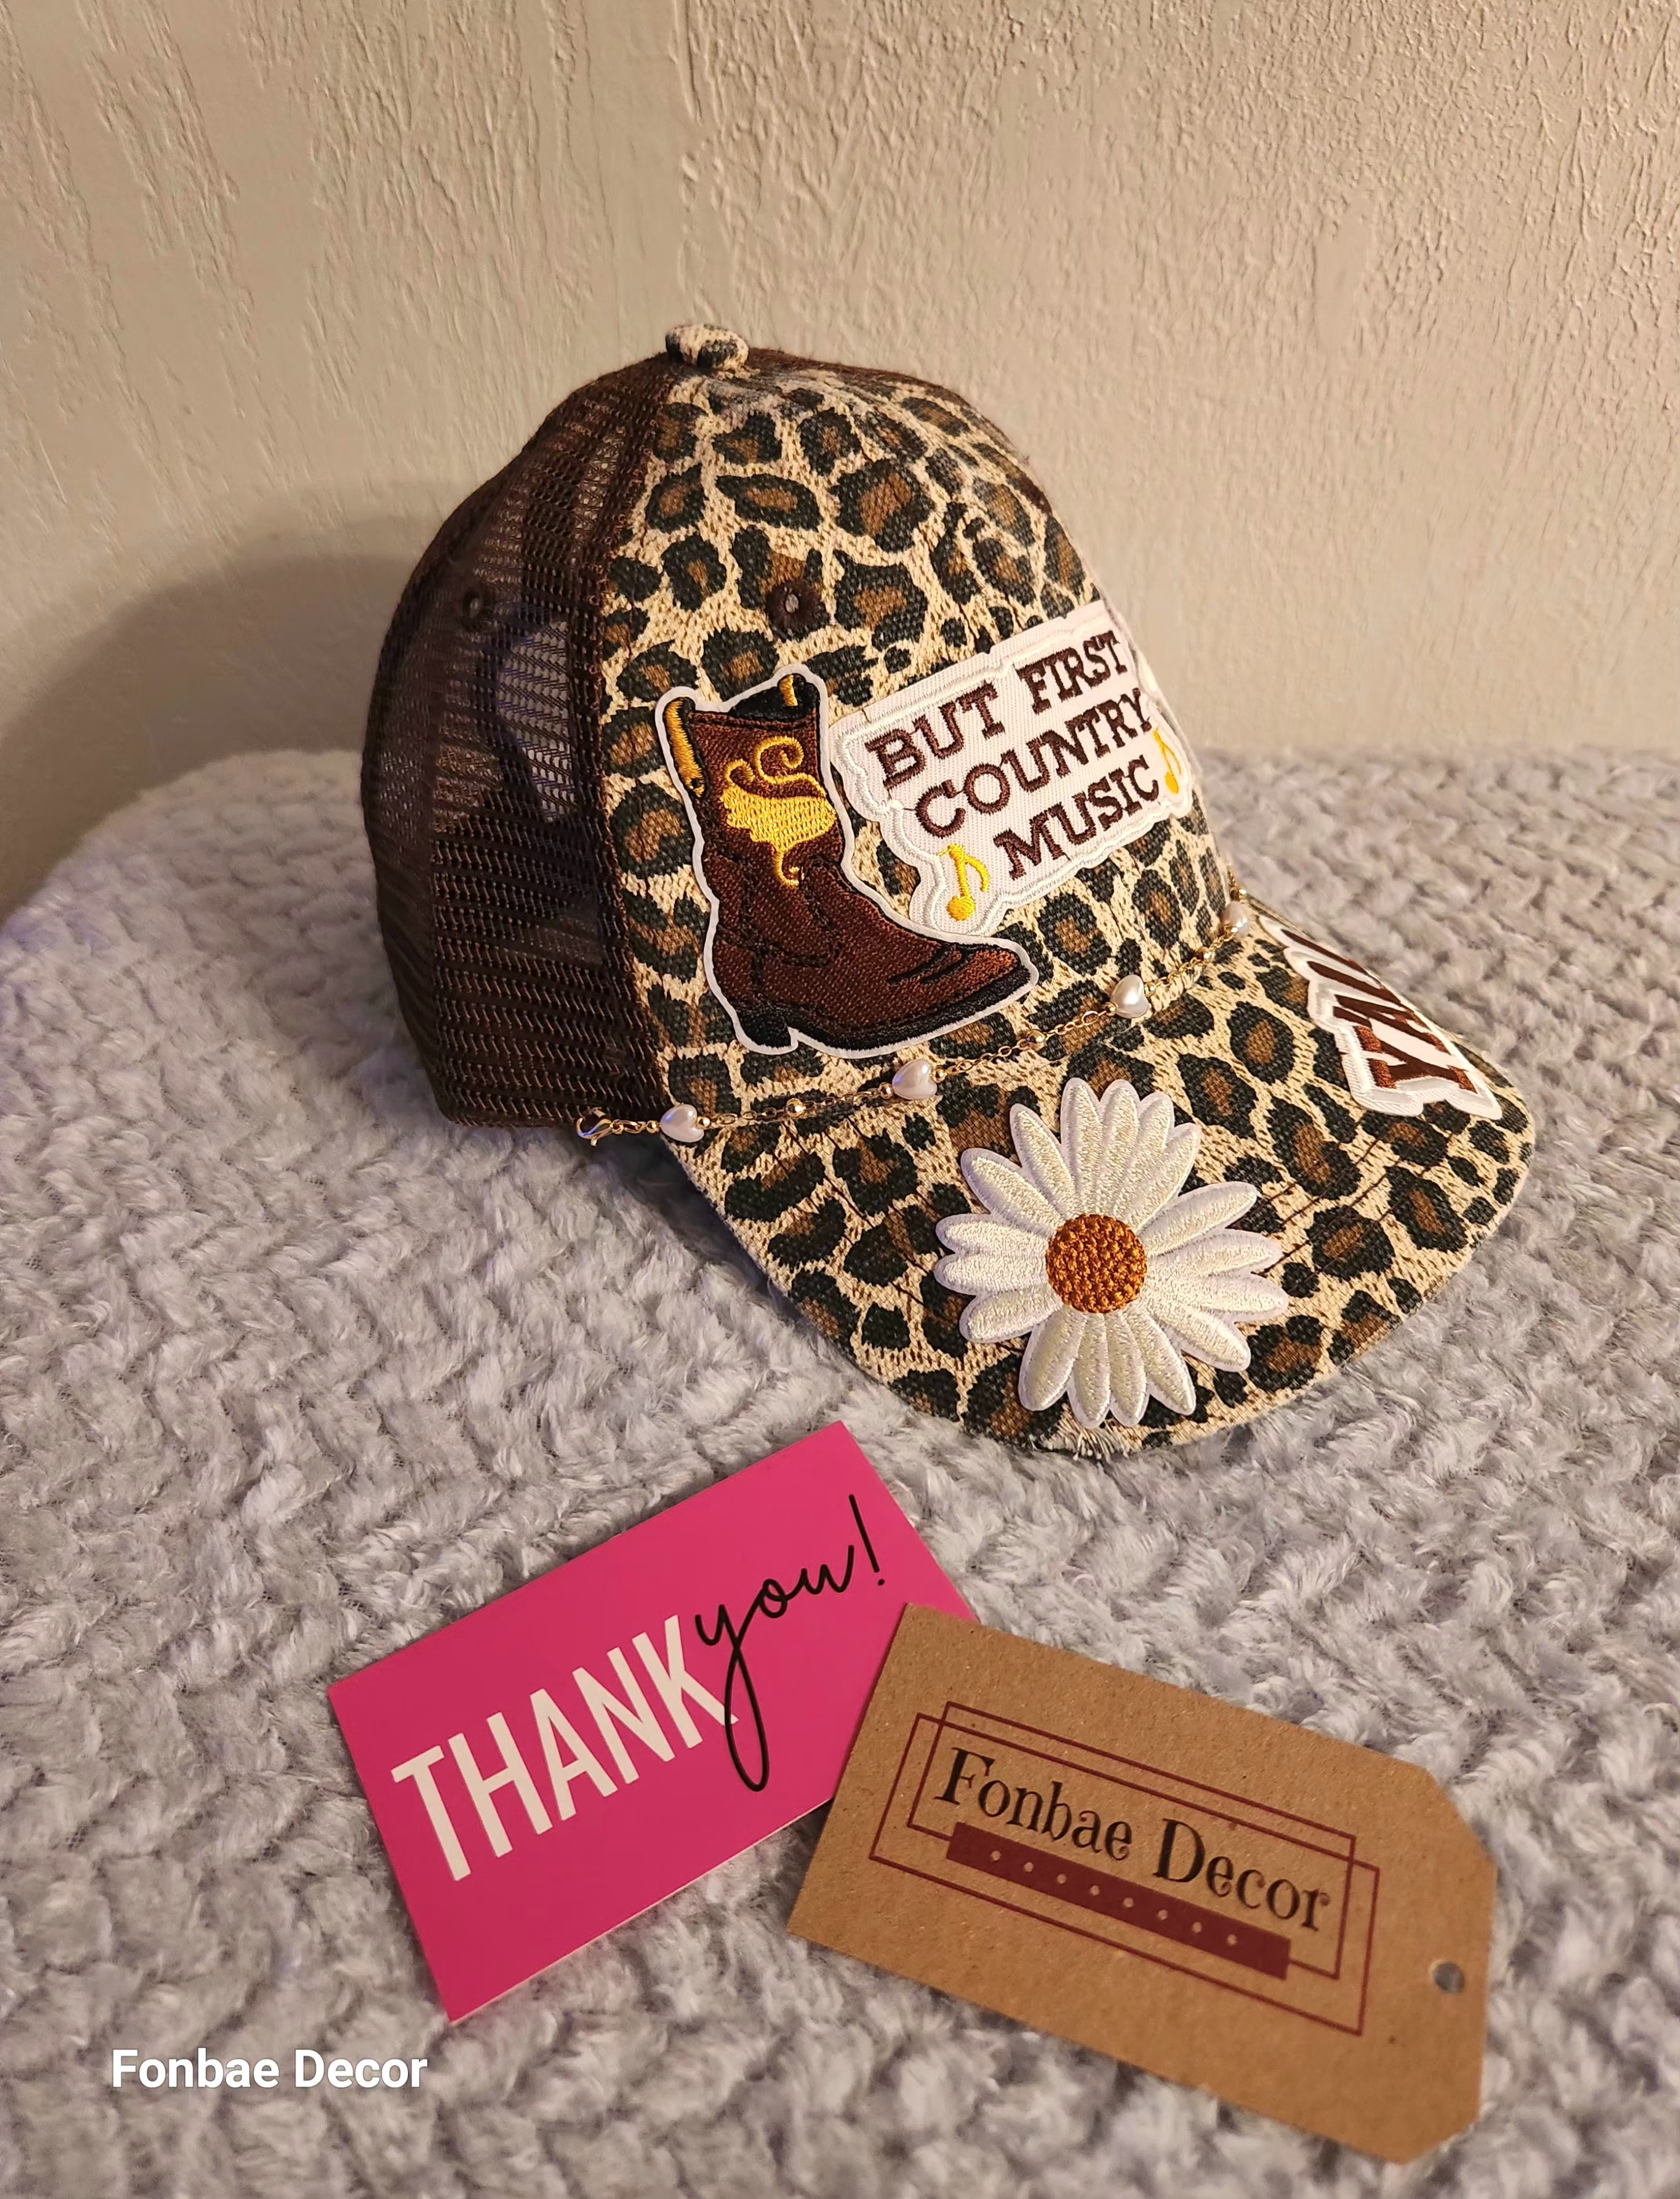 BUT FIRST
COUNTRY
MUSIC
THANK you!
Fonbae Decor
Fonbae Decor